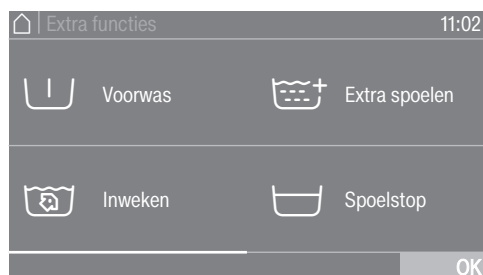 Extra functies 11:02
Voorwas Extra spoelen
Inweken Spoelstop
OK